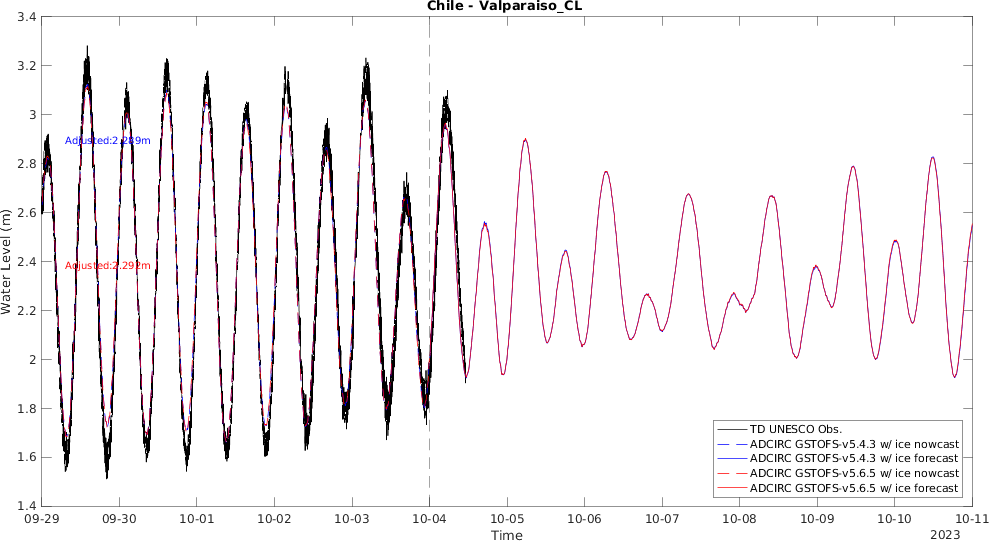 Chile - Valparaiso_CL
3.4
3.2
3
2.8
2.6
2.4
2.2
2
1.8
1.6
1.4
Water Level (m)
Adjusted:2.289m
Adjusted:2.292m
TD UNESCO Obs.
ADCIRC GSTOFS-v5.4.3 w/ ice nowcast
ADCIRC GSTOFS-v5.4.3 w/ ice forecast
ADCIRC GSTOFS-v5.6.5 w/ ice nowcast
ADCIRC GSTOFS-v5.6.5 w/ ice forecast
09-29 09-30 10-01 10-02 10-03 10-04 10-05 10-06 10-07 10-08 10-09 10-10 10-11
Time
2023